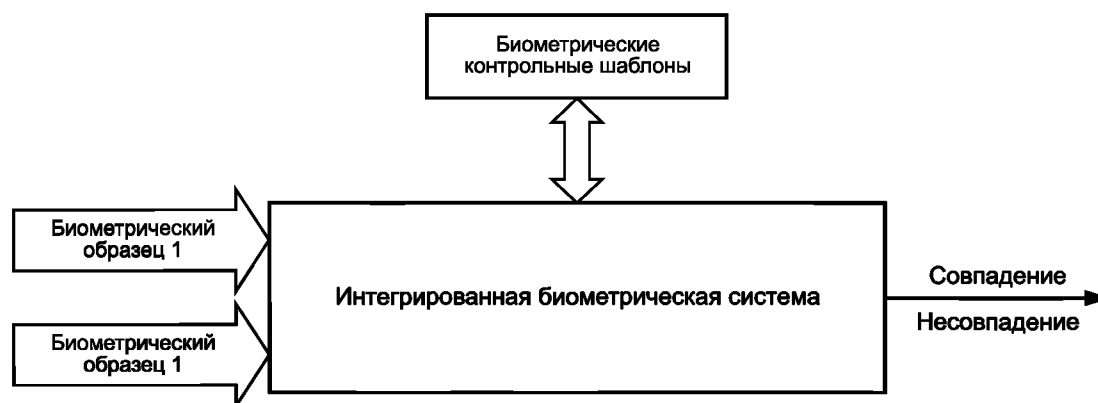 Биометрические
контрольные шаблоны
Биометрический
образец 1
Биометрический
образец 1
Интегрированная биометрическая система
Совпадение
Несовпадение